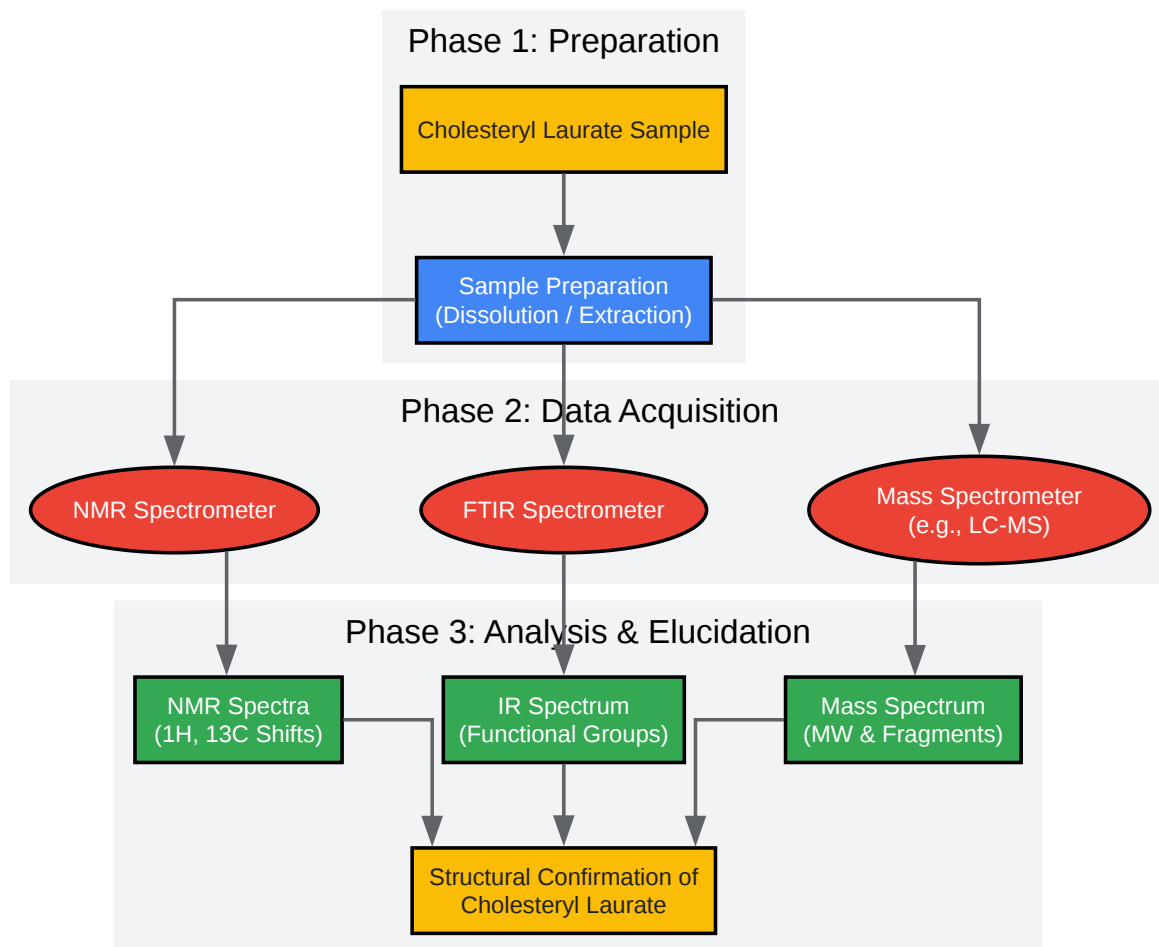 Phase 1: Preparation
Cholesteryl Laurate Sample
Sample Preparation
(Dissolution / Extraction)
Phase 2: Data Acquisition
NMR Spectrometer
FTIR Spectrometer
Mass Spectrometer
(e.g., LC-MS)
Phase 3: Analysis & Elucidation
NMR Spectra
(1H, 13C Shifts)
IR Spectrum
(Functional Groups)
Mass Spectrum
(MW & Fragments)
Structural Confirmation of
Cholesteryl Laurate